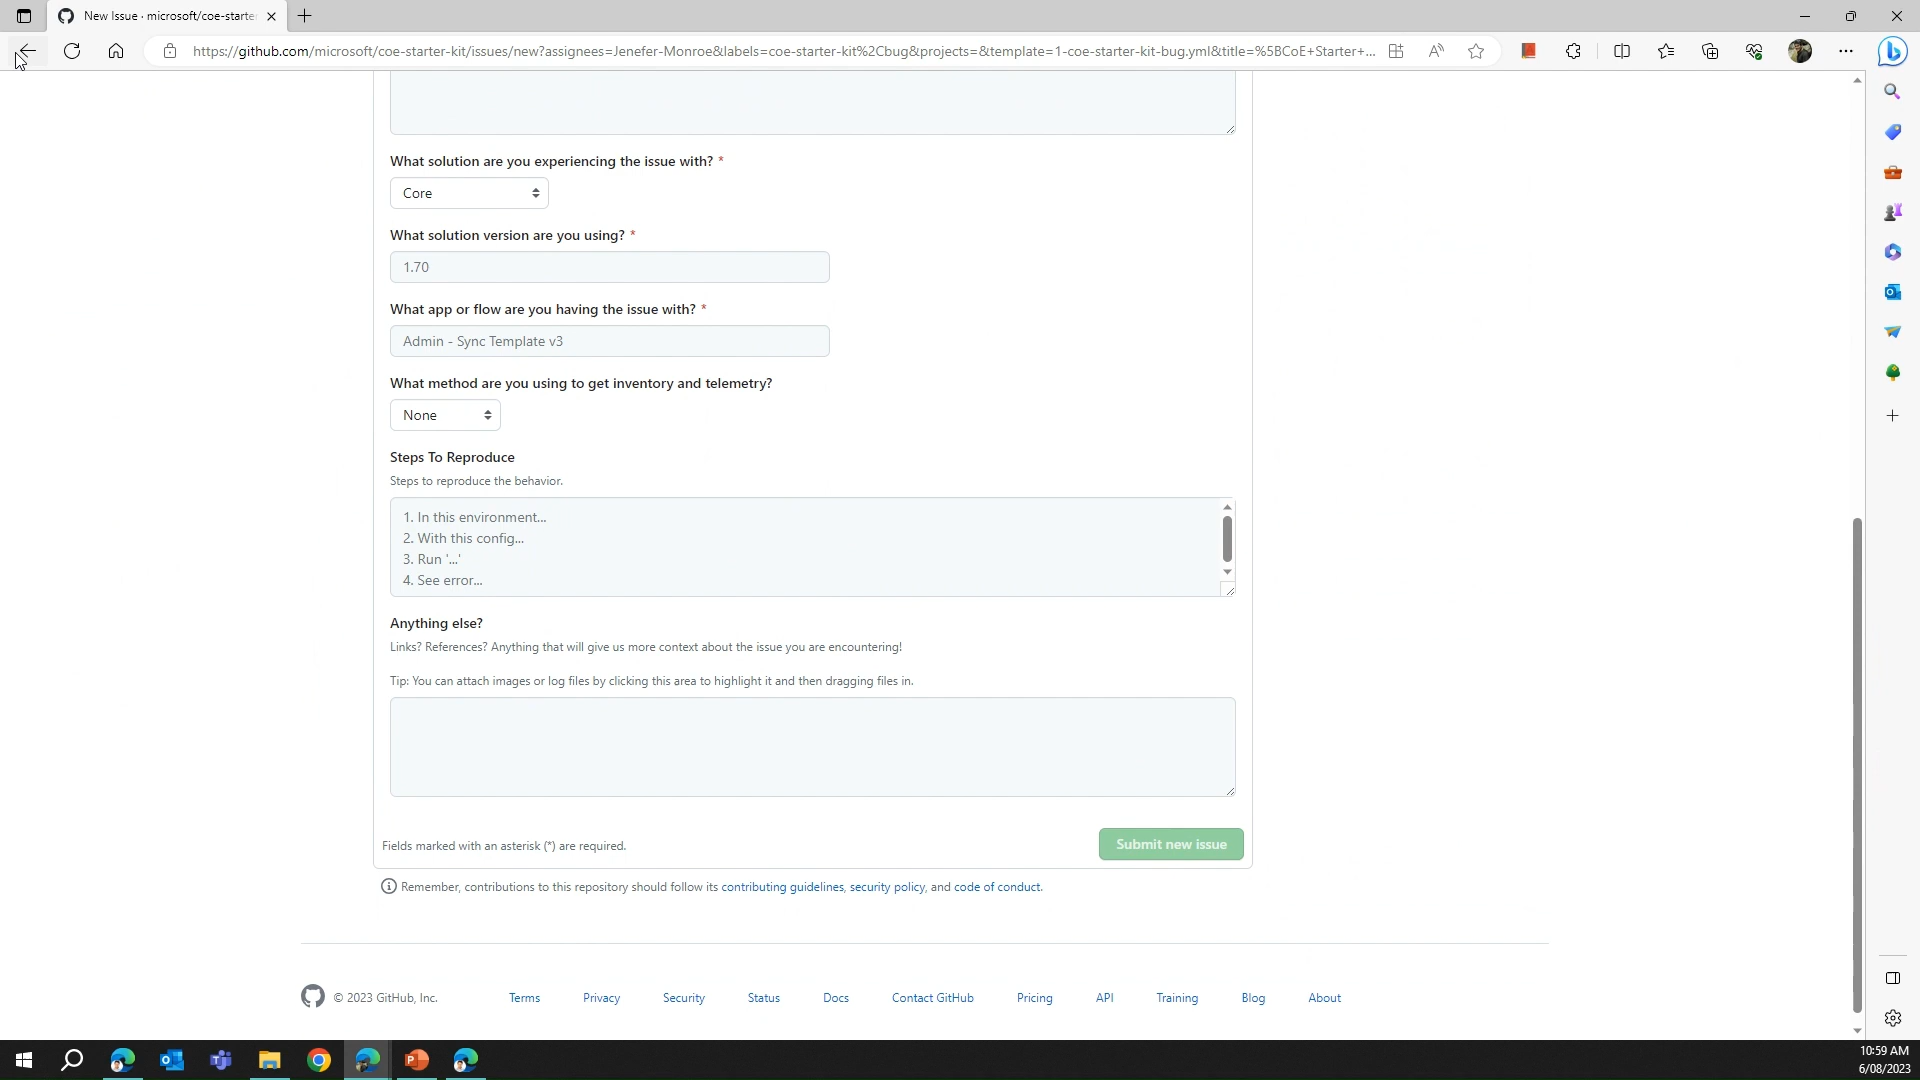 New Issue · microsoft/coe-starte
https://github.com/microsoft/coe-starter-kit/issues/new?assignees=Jenefer-Monroe&labels=coe-starter-kit%2Cbug&projects=&template=1-coe-starter-kit-bug.yml&title=%5BCoE+Starter+...
What solution are you experiencing the issue with? *
Core
What solution version are you using? *
1.70
What app or flow are you having the issue with? *
Admin - Sync Template v3
What method are you using to get inventory and telemetry?
None
Steps To Reproduce
Steps to reproduce the behavior.
1. In this environment...
2. With this config...
3. Run '...'
4. See error...
Anything else?
Links? References? Anything that will give us more context about the issue you are encountering!
Tip: You can attach images or log files by clicking this area to highlight it and then dragging files in.
Fields marked with an asterisk (*) are required.
Submit new issue
Remember, contributions to this repository should follow its contributing guidelines, security policy, and code of conduct.
© 2023 GitHub, Inc.
Terms
Privacy
Security
Status
Docs
Contact GitHub
Pricing
API
Training
Blog
About
10:59 AM
6/08/2023